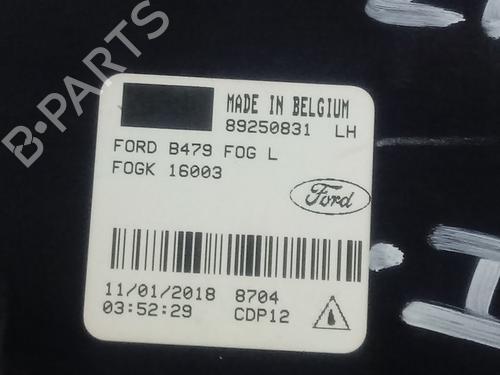 B-PARTS
MADE IN BELGIUM
89250831 LH
FORD B479 FOG L
FOGK 16003
Ford
11/01/2018 8704
03:52:29 CDP12